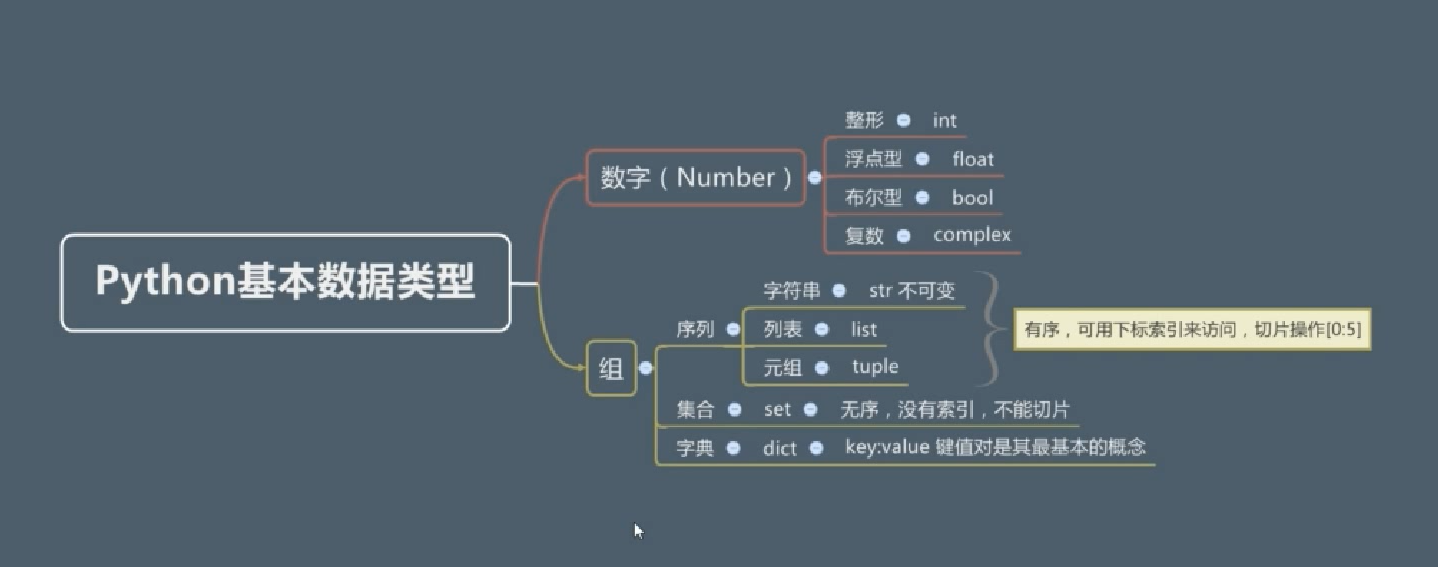 Python基本数据类型
数字（Number）
整形 int
浮点型 float
布尔型 bool
复数 complex
组
序列
字符串 str 不可变
列表 list
元组 tuple
有序，可用下标索引来访问，切片操作[0:5]
集合 set 无序，没有索引，不能切片
字典 dict key:value 键值对是其最基本的概念